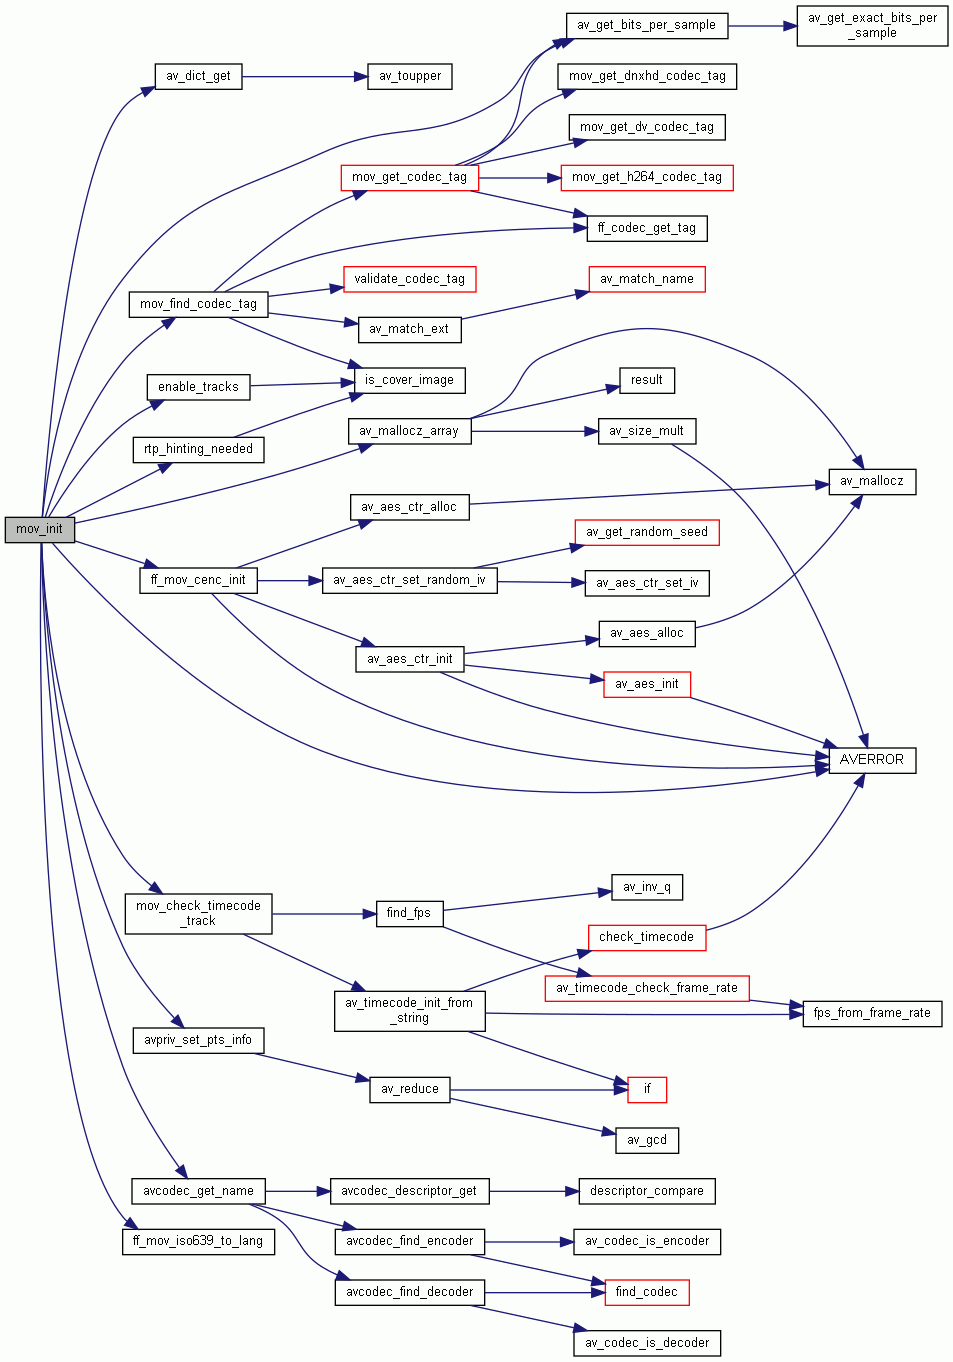 av_get_bits_per_sample
av_get_exact_bits_per
_sample
av_dict_get
av_toupper
mov_get_dnxhd_codec_tag
mov_get_dv_codec_tag
mov_get_codec_tag
mov_get_h264_codec_tag
ff_codec_get_tag
validate_codec_tag
av_match_name
mov_find_codec_tag
av_match_ext
enable_tracks
is_cover_image
result
rtp_hinting_needed
av_mallocz_array
av_size_mult
av_mallocz
av_aes_ctr_alloc
mov_init
av_get_random_seed
ff_mov_cenc_init
av_aes_ctr_set_random_iv
av_aes_ctr_set_iv
av_aes_alloc
av_aes_ctr_init
av_aes_init
AVERROR
av_inv_q
mov_check_timecode
_track
find_fps
check_timecode
av_timecode_check_frame_rate
av_timecode_init_from
_string
fps_from_frame_rate
avpriv_set_pts_info
av_reduce
if
av_gcd
avcodec_get_name
avcodec_descriptor_get
descriptor_compare
ff_mov_iso639_to_lang
avcodec_find_encoder
av_codec_is_encoder
avcodec_find_decoder
find_codec
av_codec_is_decoder